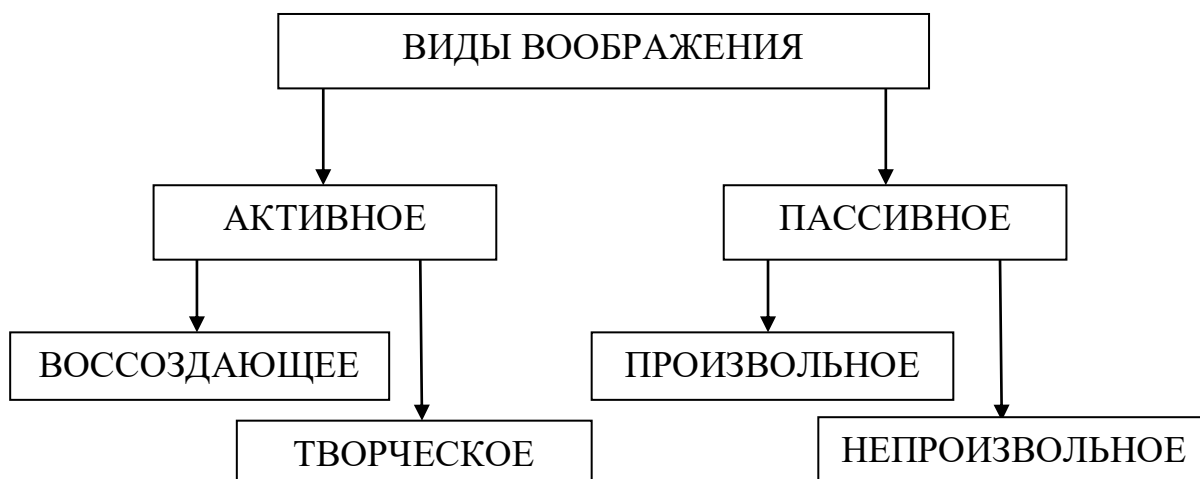 ВИДЫ ВООБРАЖЕНИЯ
АКТИВНОЕ
ПАССИВНОЕ
ВОССОЗДАЮЩЕЕ
ПРОИЗВОЛЬНОЕ
ТВОРЧЕСКОЕ
НЕПРОИЗВОЛЬНОЕ